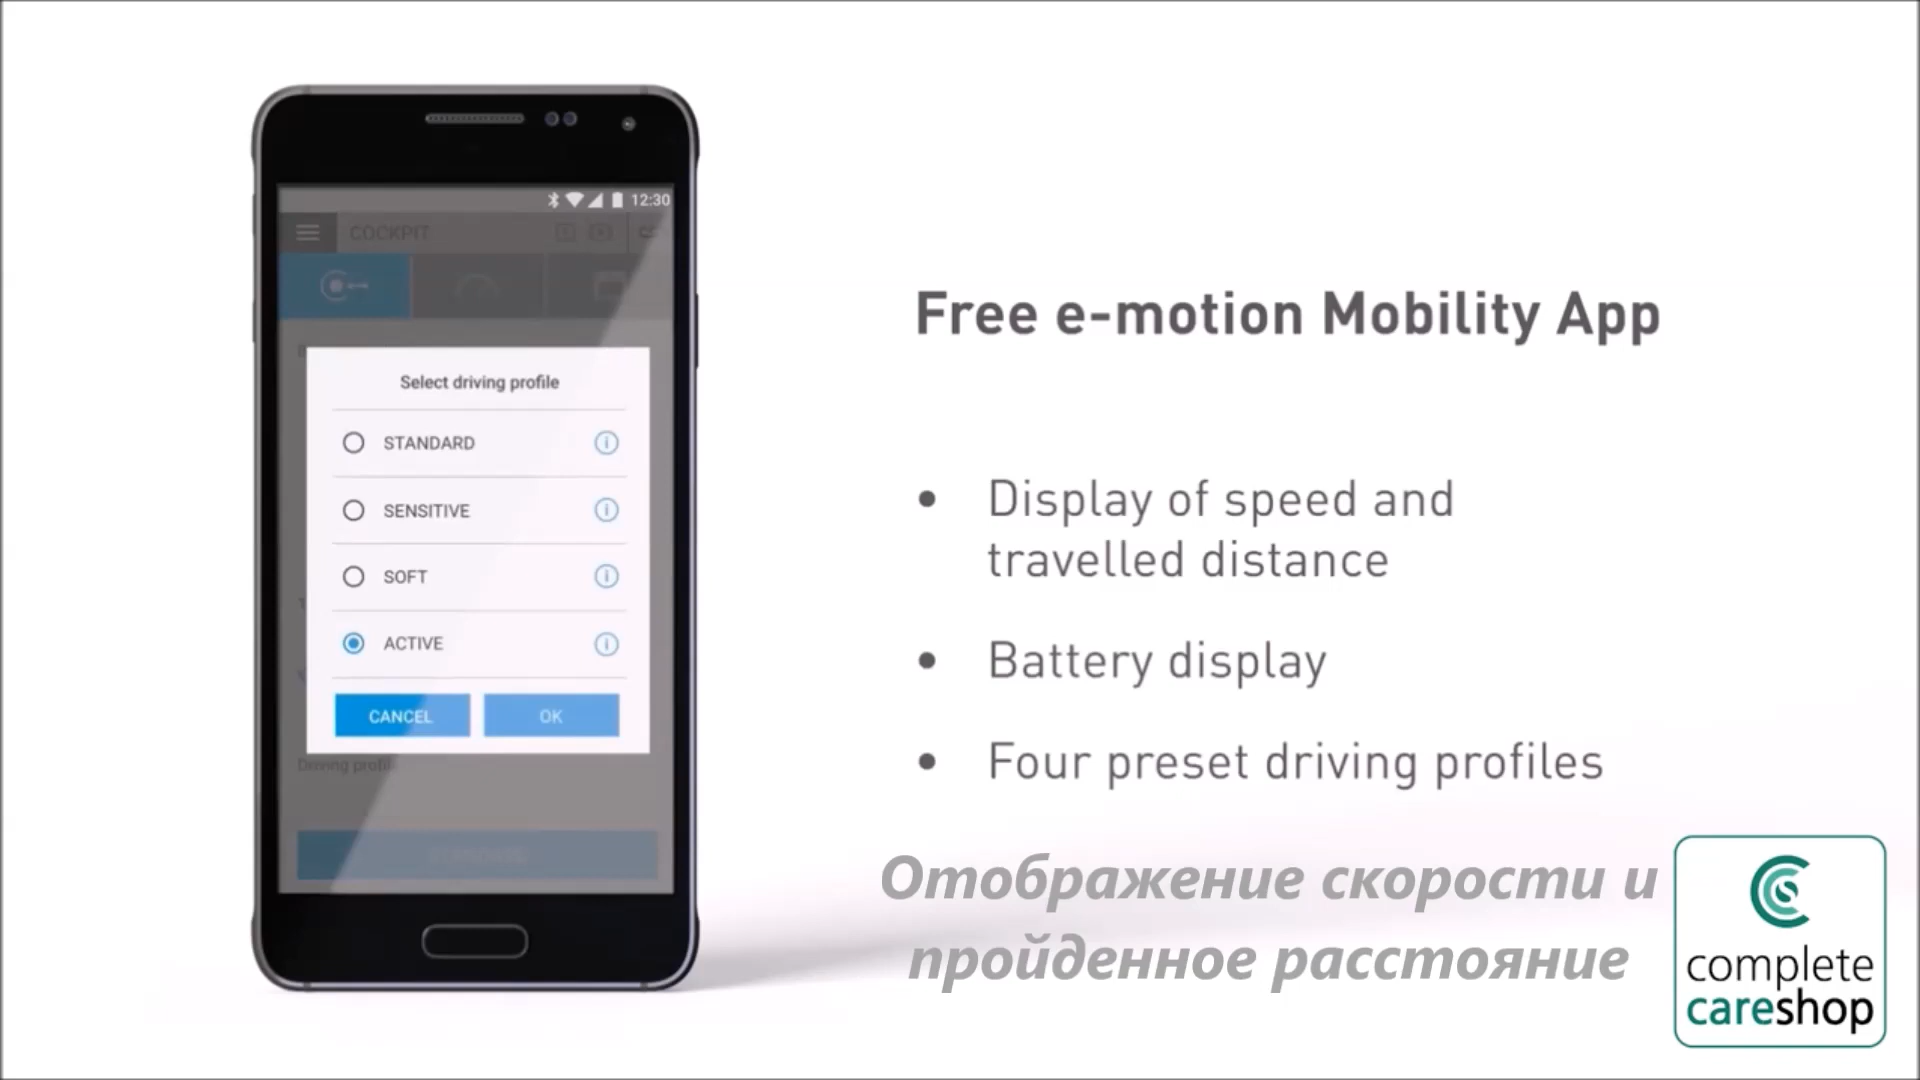 12:30
COCKPIT
Select driving profile
STANDARD
SENSITIVE
SOFT
ACTIVE
CANCEL
OK
Free e-motion Mobility App
• Display of speed and
travelled distance
• Battery display
• Four preset driving profiles
Отображение скорости и
пройденное расстояние
complete
careshop